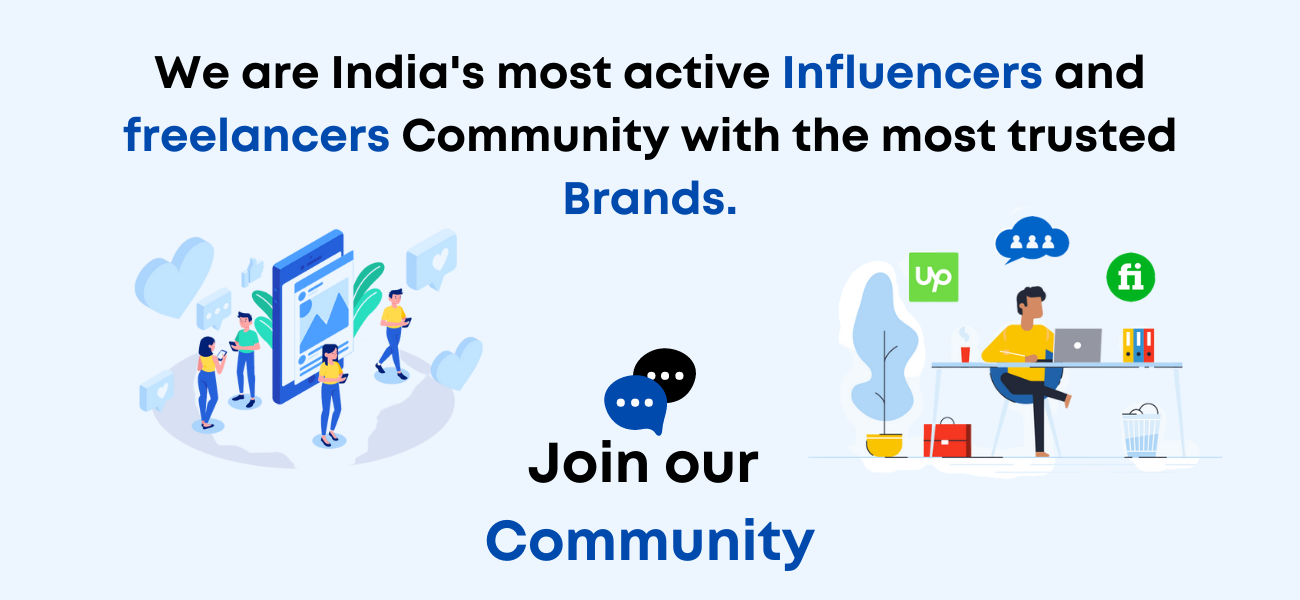 We are India's most active Influencers and
freelancers Community with the most trusted
Brands.
up
fi
Join our
Community